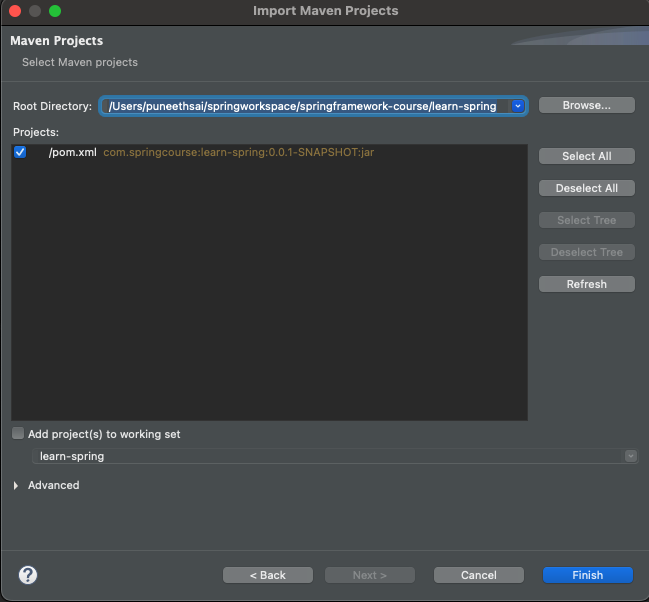 Import Maven Projects
Maven Projects
Select Maven projects
Root Directory: /Users/puneethsai/springworkspace/springframework-course/learn-spring Browse...
Projects:
/pom.xml com.springcourse:learn-spring:0.0.1-SNAPSHOT:jar
Select All
Deselect All
Select Tree
Deselect Tree
Refresh
Add project(s) to working set
learn-spring
Advanced
? < Back Next > Cancel Finish